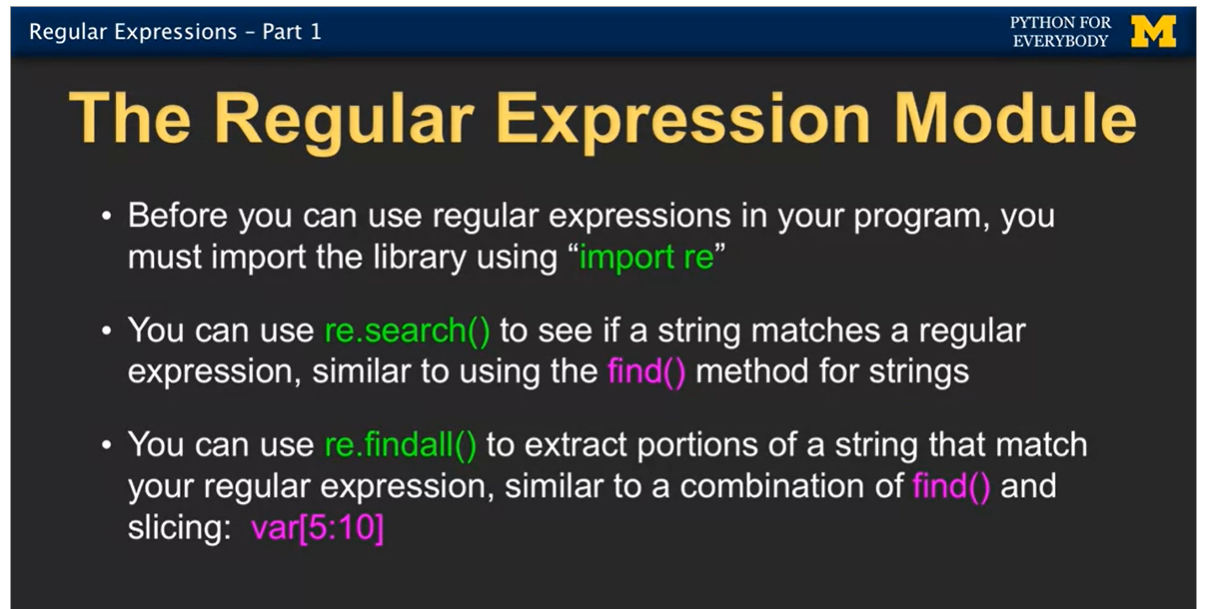 Regular Expressions – Part 1
PYTHON FOR
EVERYBODY
M
The Regular Expression Module
• Before you can use regular expressions in your program, you
must import the library using “import re”
• You can use re.search() to see if a string matches a regular
expression, similar to using the find() method for strings
• You can use re.findall() to extract portions of a string that match
your regular expression, similar to a combination of find() and
slicing: var[5:10]